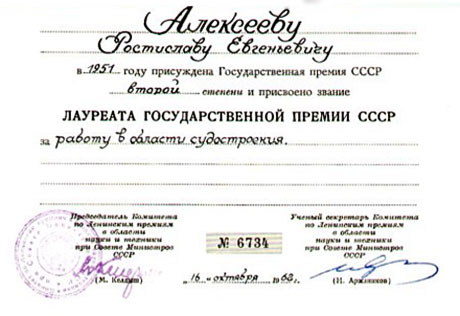 Алексееву
Ростиславу Евгеньевичу
в 1951 году присуждена Государственная премия СССР
второй степени и присвоено звание
ЛАУРЕАТА ГОСУДАРСТВЕННОЙ ПРЕМИИ СССР
за работу в области судостроения.
Председатель Комитета
по Ленинским премиям
в области
науки и техники
при Совете Министров
СССР
(М. Келдыш)
№ 6734
16 октября 1968 г.
Ученый секретарь Комитета
по Ленинским премиям
в области науки и техники
при Совете Министров
СССР
(И. Аржаников)